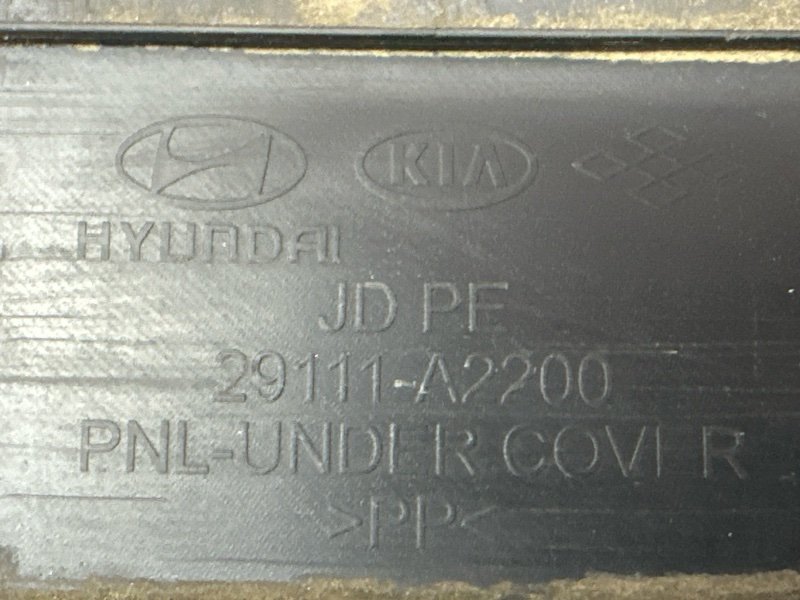 KIA
HYUNDAI
JD PE
29111-A2200
PNL-UNDER COVER
>PP<